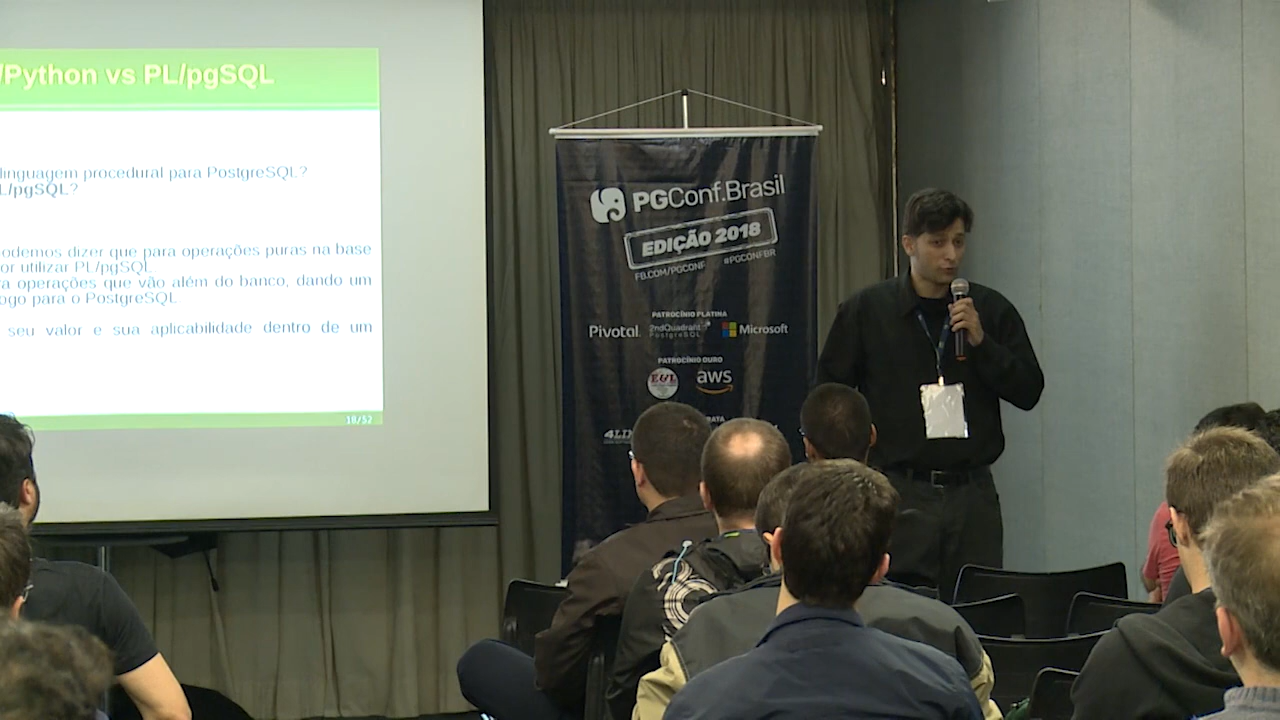 /Python vs PL/pgSQL
linguagem procedural para PostgreSQL?
L/pgSQL?
odemos dizer que para operações puras na base
or utilizar PL/pgSQL.
ra operações que vão além do banco, dando um
ogo para o PostgreSQL.
seu valor e sua aplicabilidade dentro de um
18/52
PGConf.Brasil
EDIÇÃO 2018
FB.COM/PGCONF #PGCONFBR
PATROCÍNIO PLATINA
Pivotal. 2ndQuadrant Microsoft
PostgreSQL
PATROCÍNIO OURO
E&L aws